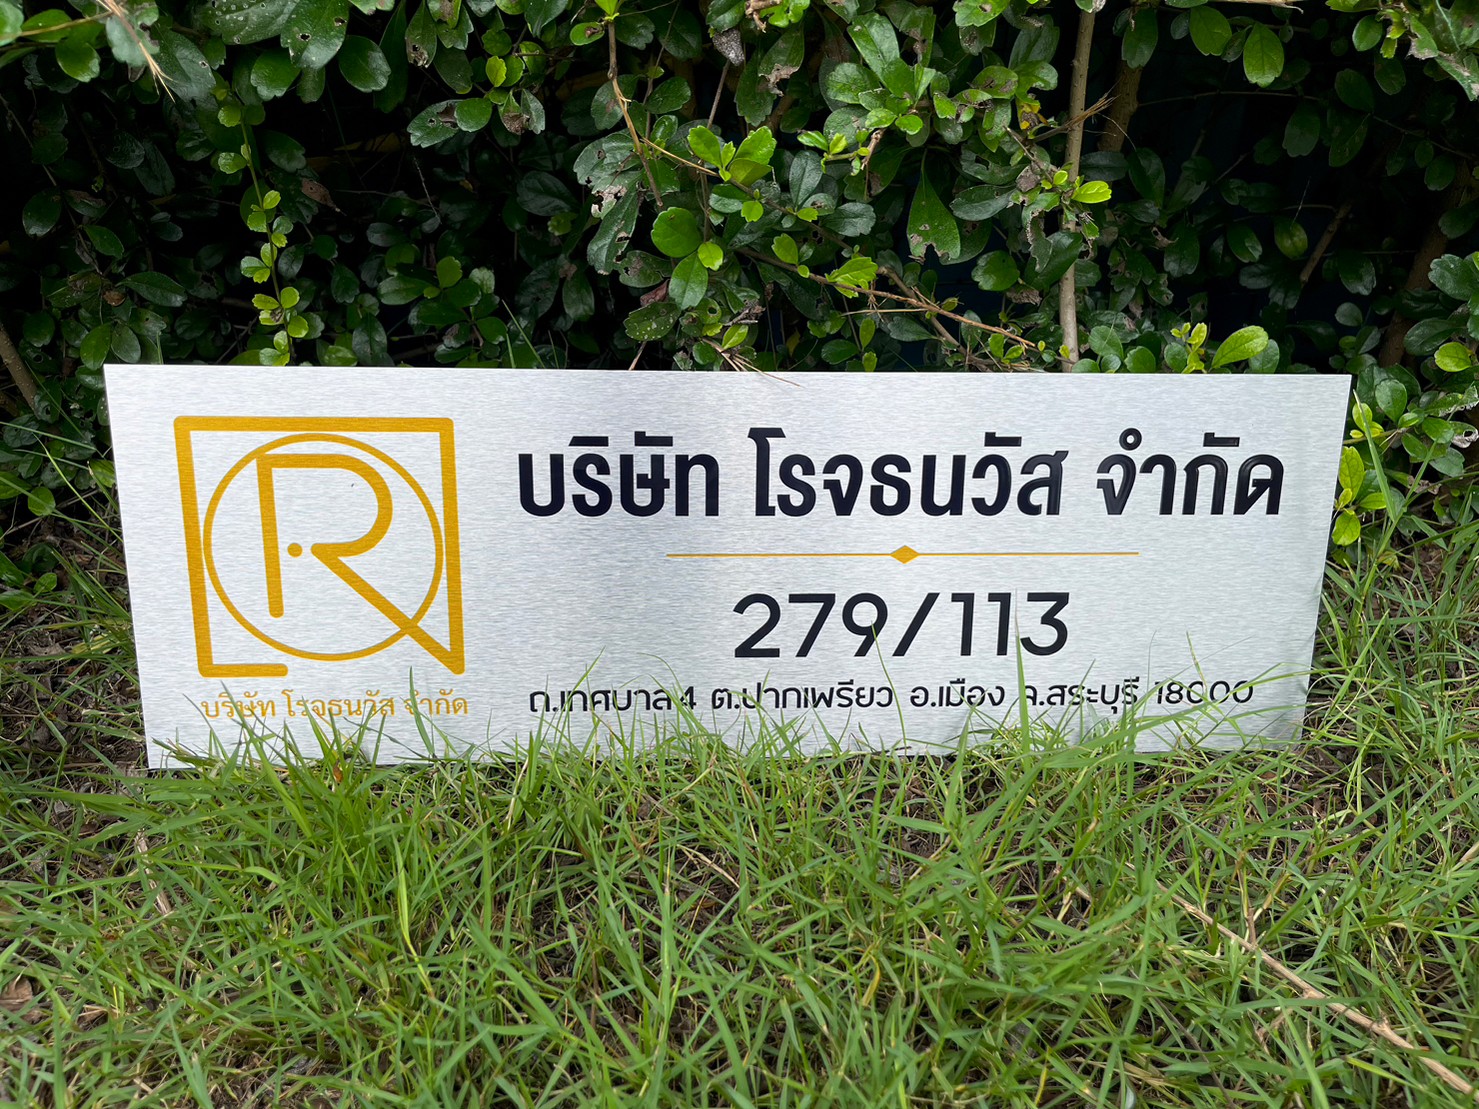 R
บริษัท โรจธนวัส จำกัด
บริษัท โรจธนวัส จำกัด
279/113
ถ.เทศบาล 4 ต.ปากเพรียว อ.เมือง จ.สระบุรี 18000